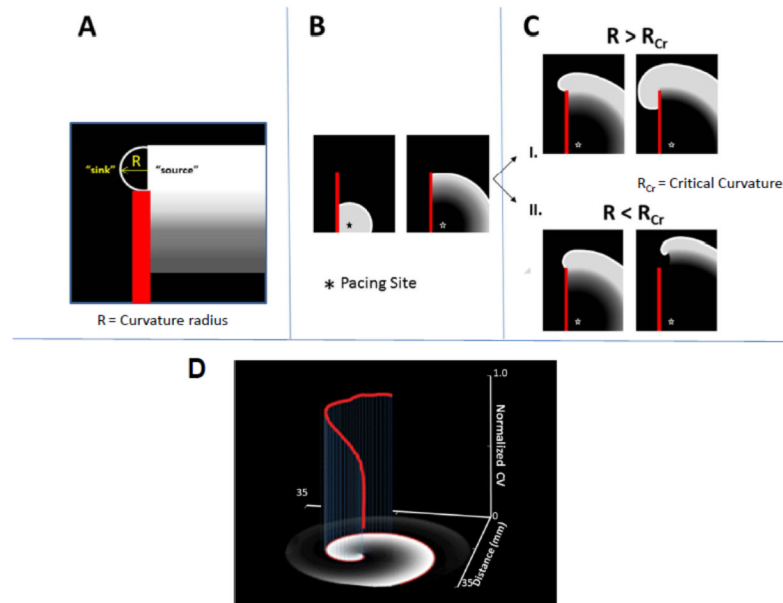 A
"sink"
R
"source"
R = Curvature radius
B
* Pacing Site
C
R > RCr
I.
RCr = Critical Curvature
II.
R < RCr
D
1.0
Normalized CV
0
35
Distance (mm)
35